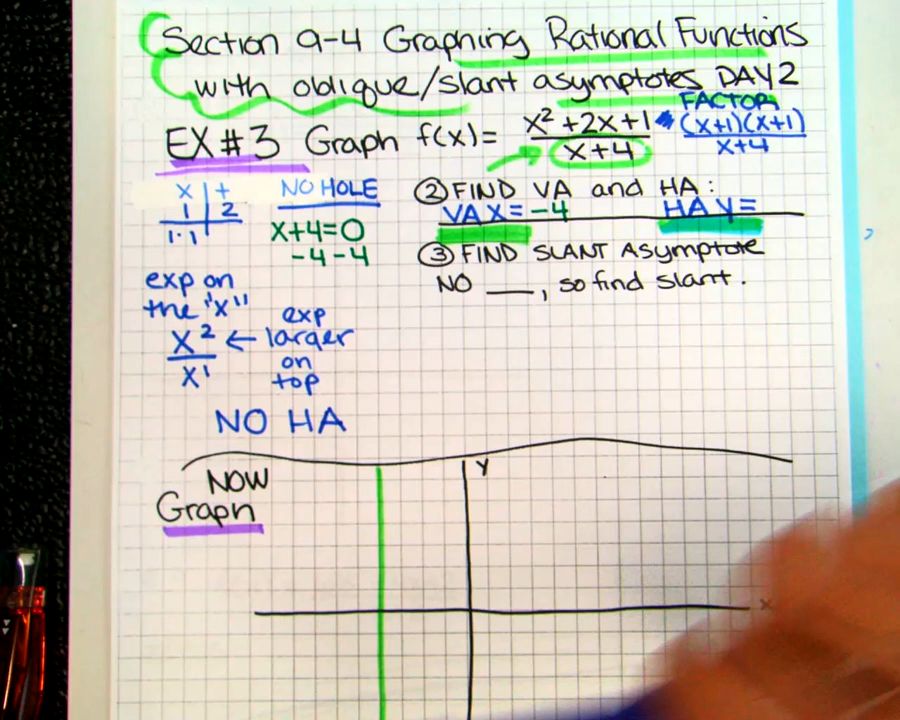 Section 9-4 Graphing Rational Functions
with oblique/slant asymptotes DAY 2
FACTOR
EX #3 Graph f(x)= x² +2x+1 / x+4 (x+1)(x+1) / x+4
x | +
1 | 2
1·1
NO HOLE
x+4=0
-4 -4
② FIND VA and HA:
VA X= -4 HA Y=
③ FIND SLANT Asymptote
NO ___, so find slant.
exp on
the "x"
X² / X¹ ← exp larger on top
NO HA
NOW
Graph
Y
x